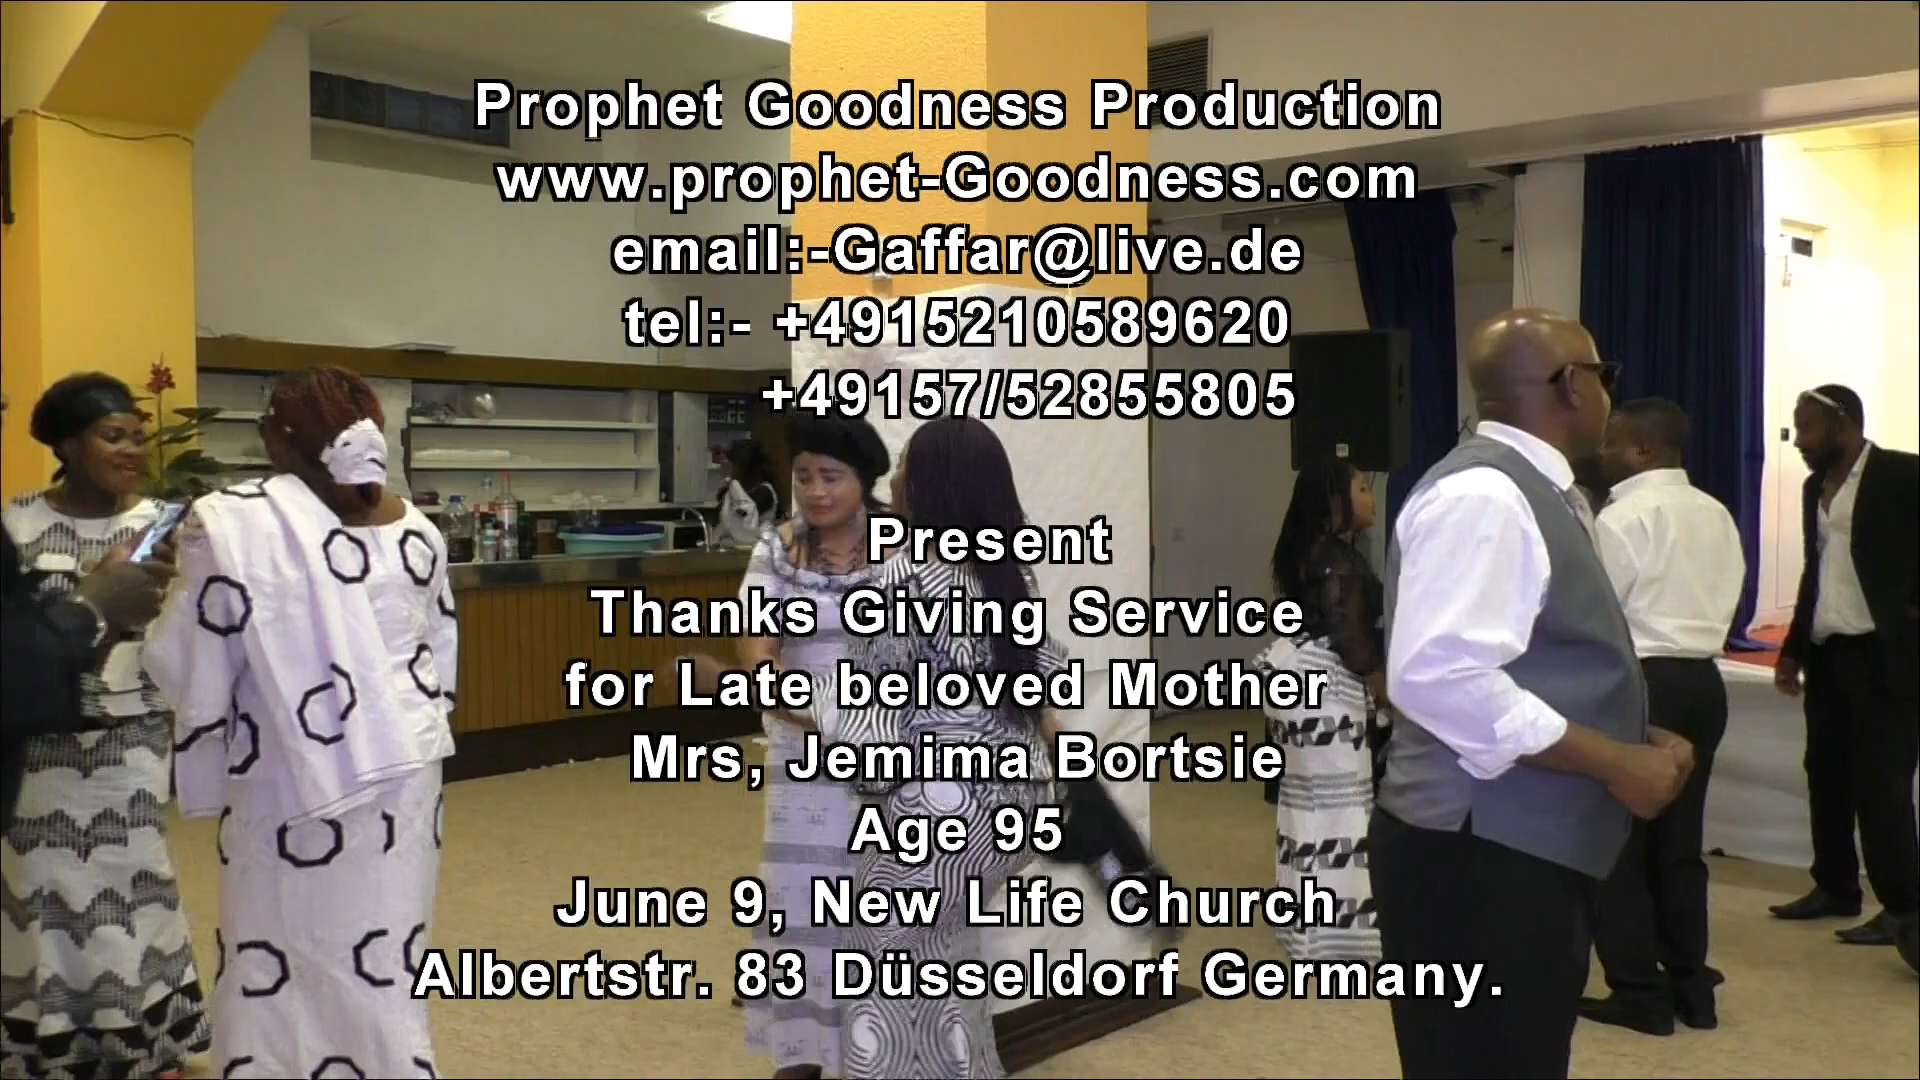 Prophet Goodness Production
www.prophet-Goodness.com
email:-Gaffar@live.de
tel:- +4915210589620
+49157/52855805
Present
Thanks Giving Service
for Late beloved Mother
Mrs, Jemima Bortsie
Age 95
June 9, New Life Church
Albertstr. 83 Düsseldorf Germany.